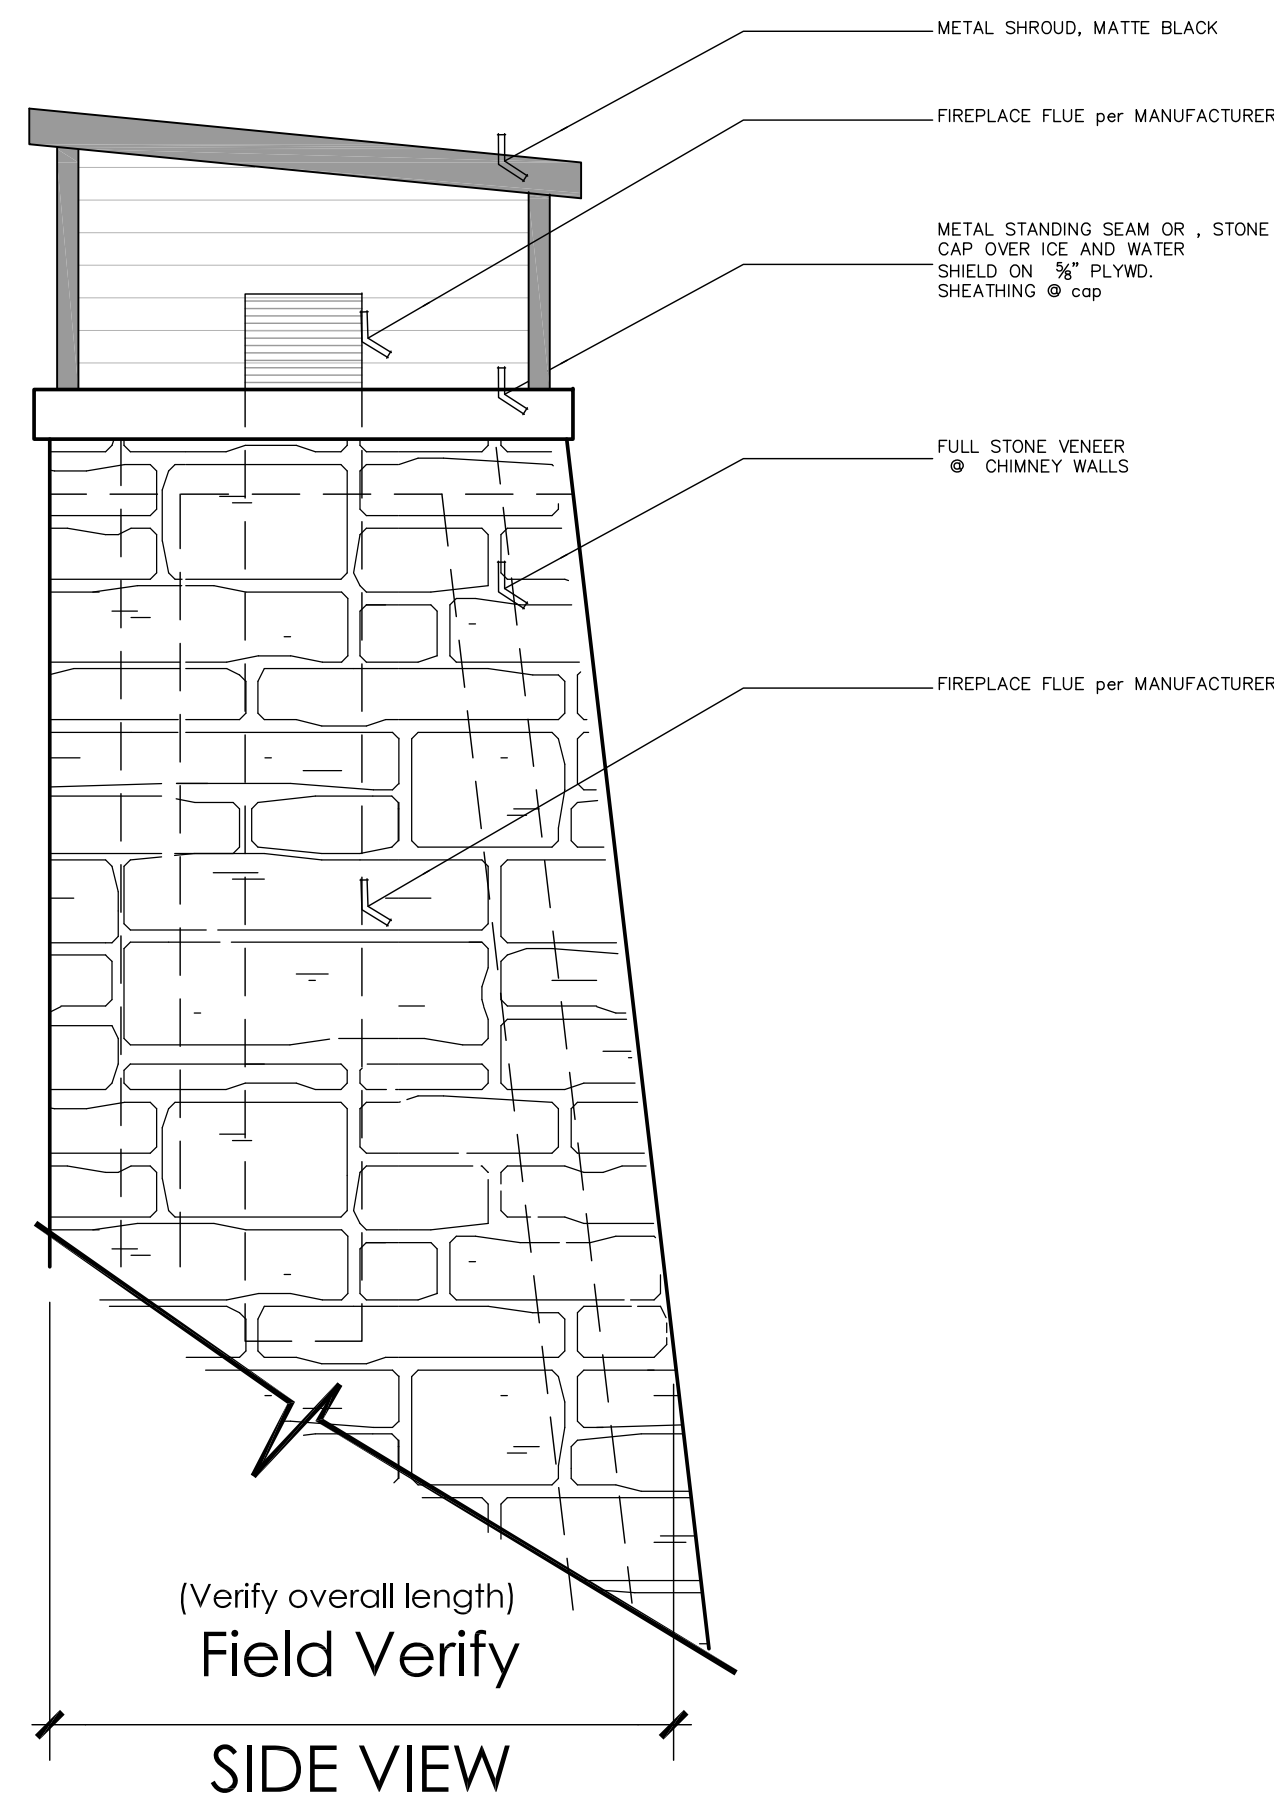 METAL SHROUD, MATTE BLACK
FIREPLACE FLUE per MANUFACTURER
METAL STANDING SEAM OR , STONE
CAP OVER ICE AND WATER
SHIELD ON ⅝" PLYWD.
SHEATHING @ cap
FULL STONE VENEER
@ CHIMNEY WALLS
FIREPLACE FLUE per MANUFACTURER
(Verify overall length)
Field Verify
SIDE VIEW